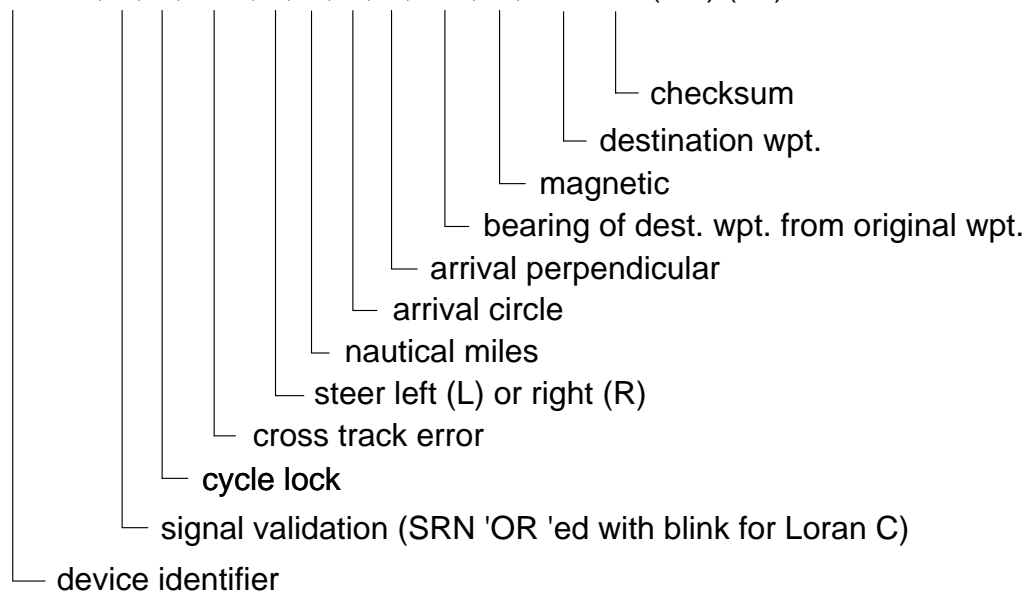 checksum
destination wpt.
magnetic
bearing of dest. wpt. from original wpt.
arrival perpendicular
arrival circle
nautical miles
steer left (L) or right (R)
cross track error
cycle lock
signal validation (SRN 'OR 'ed with blink for Loran C)
device identifier